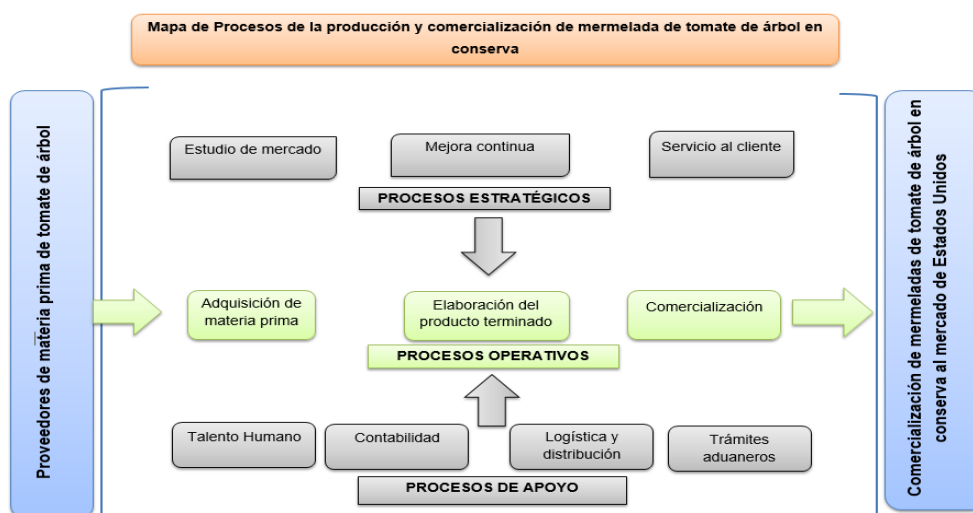 Mapa de Procesos de la producción y comercialización de mermelada de tomate de árbol en
conserva
Proveedores de materia prima de tomate de árbol
Estudio de mercado
Mejora continua
Servicio al cliente
PROCESOS ESTRATÉGICOS
Adquisición de
materia prima
Elaboración del
producto terminado
Comercialización
PROCESOS OPERATIVOS
Talento Humano
Contabilidad
Logística y
distribución
Trámites
aduaneros
PROCESOS DE APOYO
Comercialización de mermeladas de tomate de árbol en
conserva al mercado de Estados Unidos